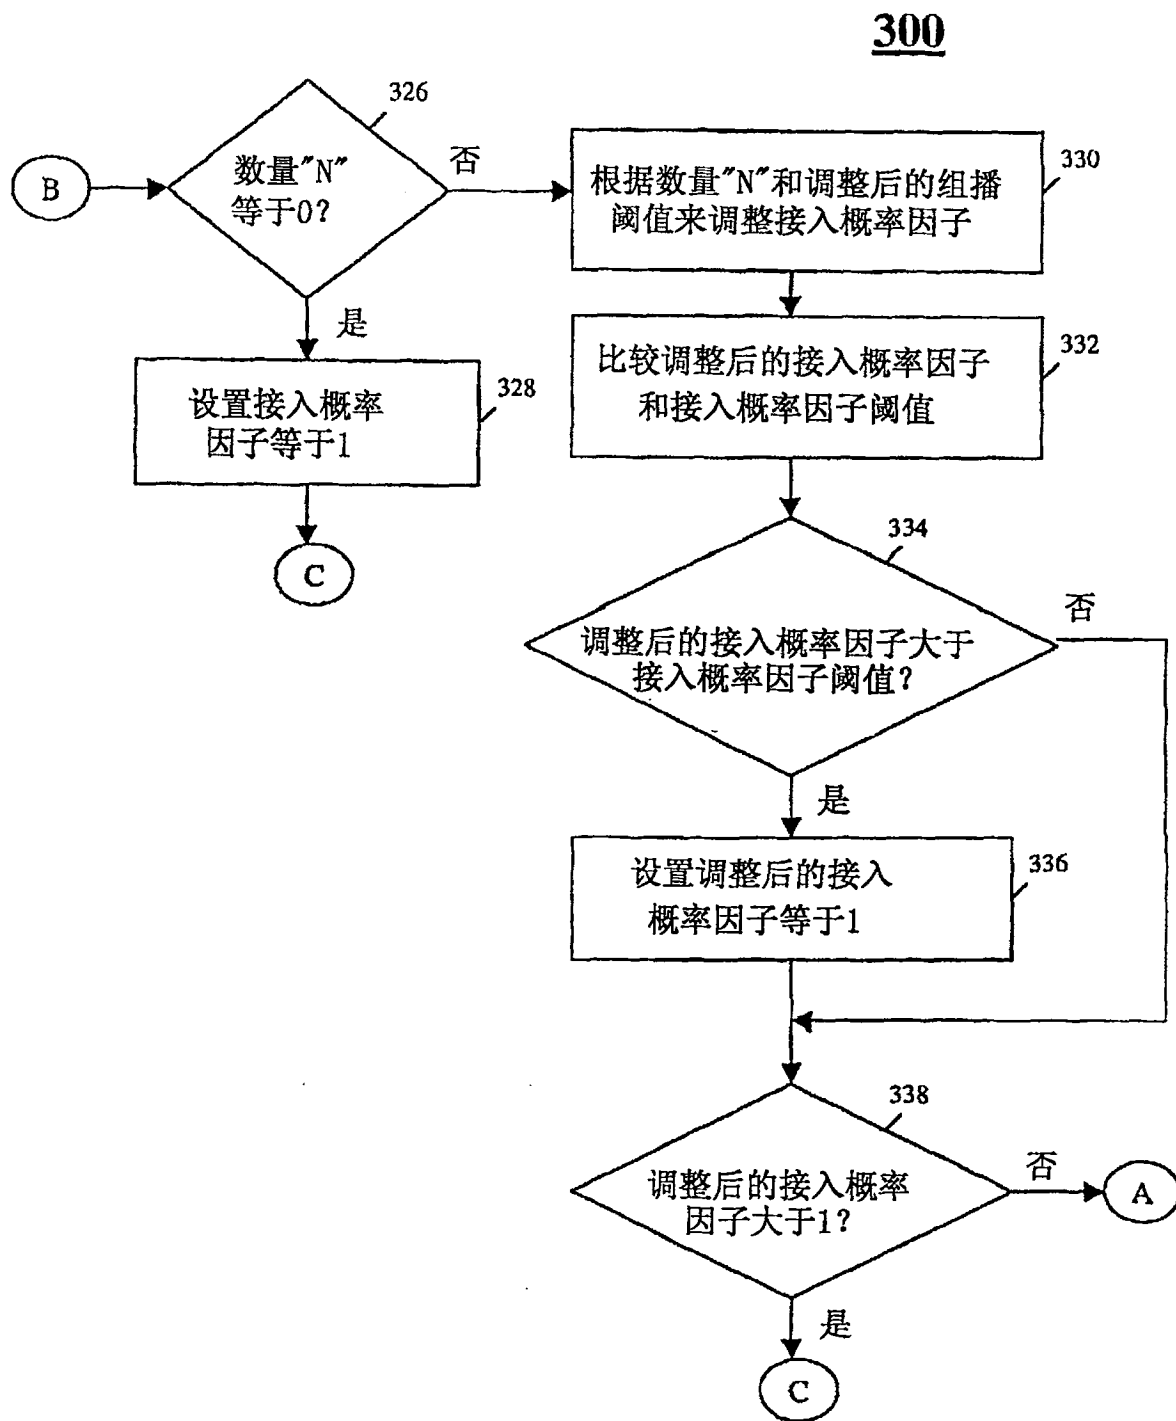 300
326
B
数量"N"
等于0?
否
根据数量"N"和调整后的组播
阈值来调整接入概率因子
330
是
设置接入概率
因子等于1
328
C
比较调整后的接入概率因子
和接入概率因子阈值
332
334
调整后的接入概率因子大于
接入概率因子阈值?
否
是
设置调整后的接入
概率因子等于1
336
338
调整后的接入概率
因子大于1?
否
A
是
C